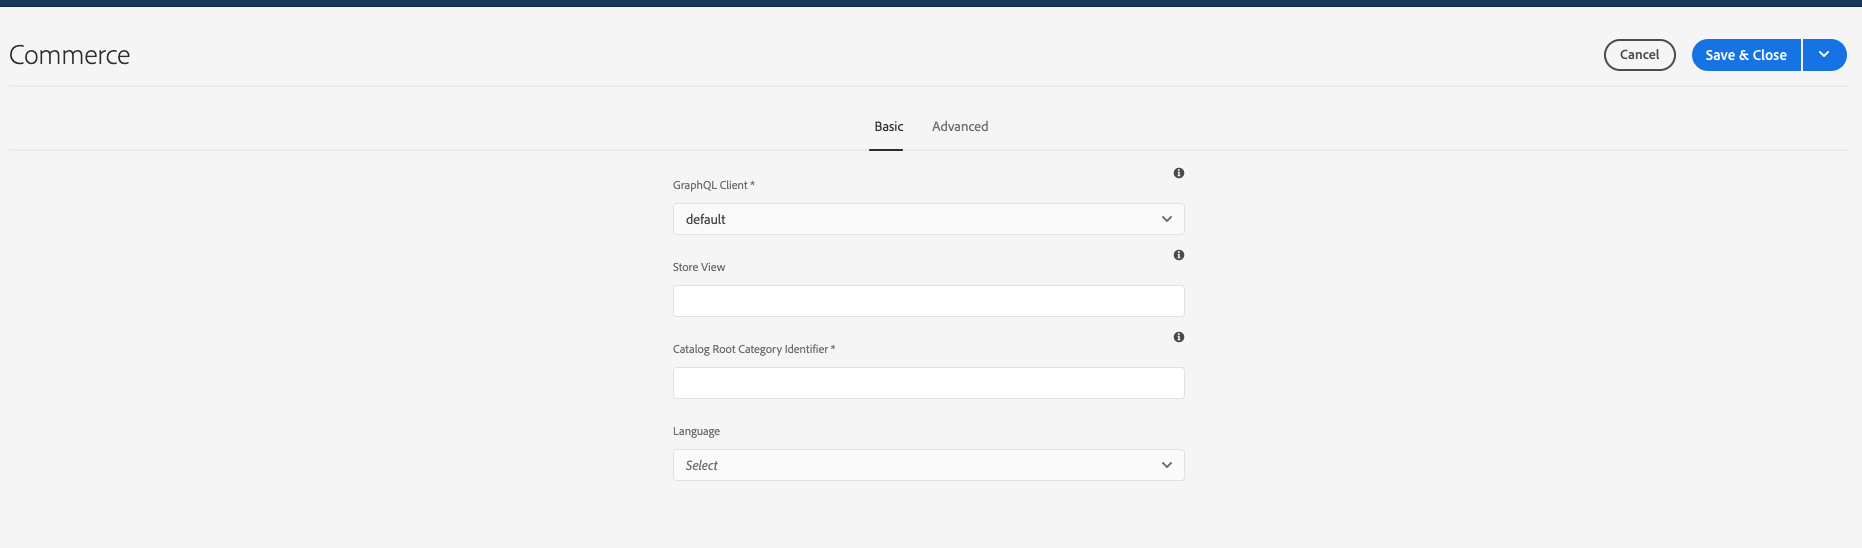 Commerce
Cancel
Save & Close
Basic
Advanced
GraphQL Client *
default
Store View
Catalog Root Category Identifier *
Language
Select